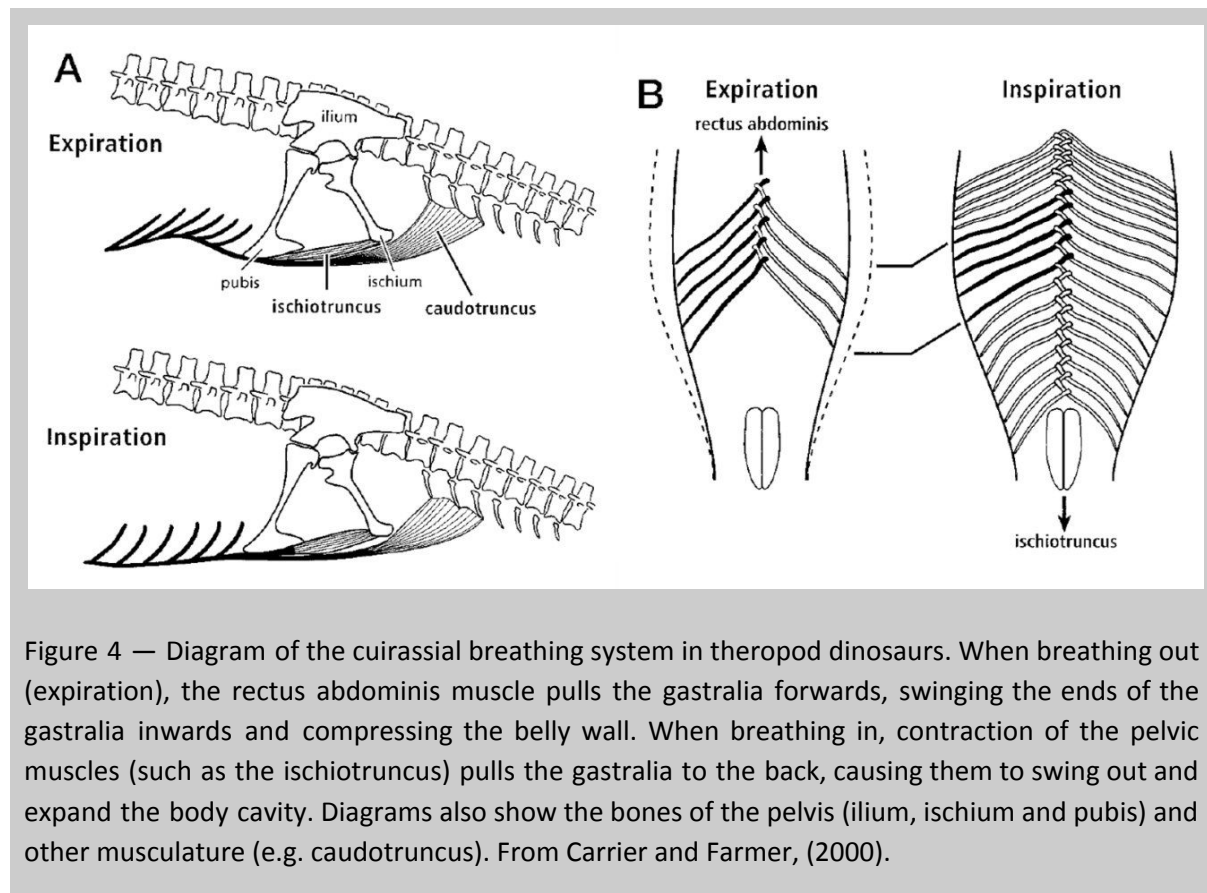 A
Expiration
ilium
pubis
ischium
ischiotruncus
caudotruncus
Inspiration
B
Expiration
rectus abdominis
Inspiration
ischiotruncus
Figure 4 — Diagram of the cuirassial breathing system in theropod dinosaurs. When breathing out
(expiration), the rectus abdominis muscle pulls the gastralia forwards, swinging the ends of the
gastralia inwards and compressing the belly wall. When breathing in, contraction of the pelvic
muscles (such as the ischiotruncus) pulls the gastralia to the back, causing them to swing out and
expand the body cavity. Diagrams also show the bones of the pelvis (ilium, ischium and pubis) and
other musculature (e.g. caudotruncus). From Carrier and Farmer, (2000).